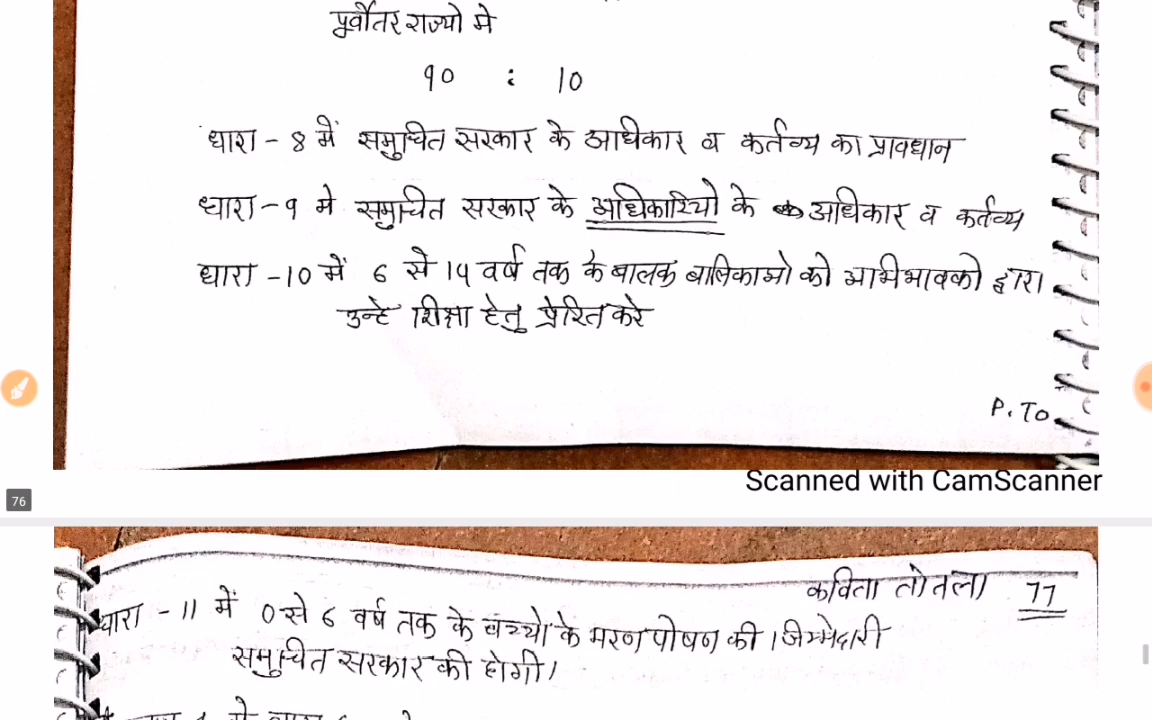 पूर्वोतर राज्यो मे
90 : 10
धारा - 8 में समुचित सरकार के अधिकार व कर्तव्य का प्रावधान
धारा - 9 मे समुचित सरकार के अधिकारियो के अधिकार व कर्तव्य
धारा - 10 में 6 से 14 वर्ष तक के बालक बालिकाओ को अभिभावको द्वारा
उन्हे शिक्षा हेतु प्रेरित करे
P.T.O
Scanned with CamScanner
76
कविता तोतला 77
धारा - 11 में 0 से 6 वर्ष तक के बच्चो के भरण पोषण की जिम्मेदारी
समुचित सरकार की होगी।